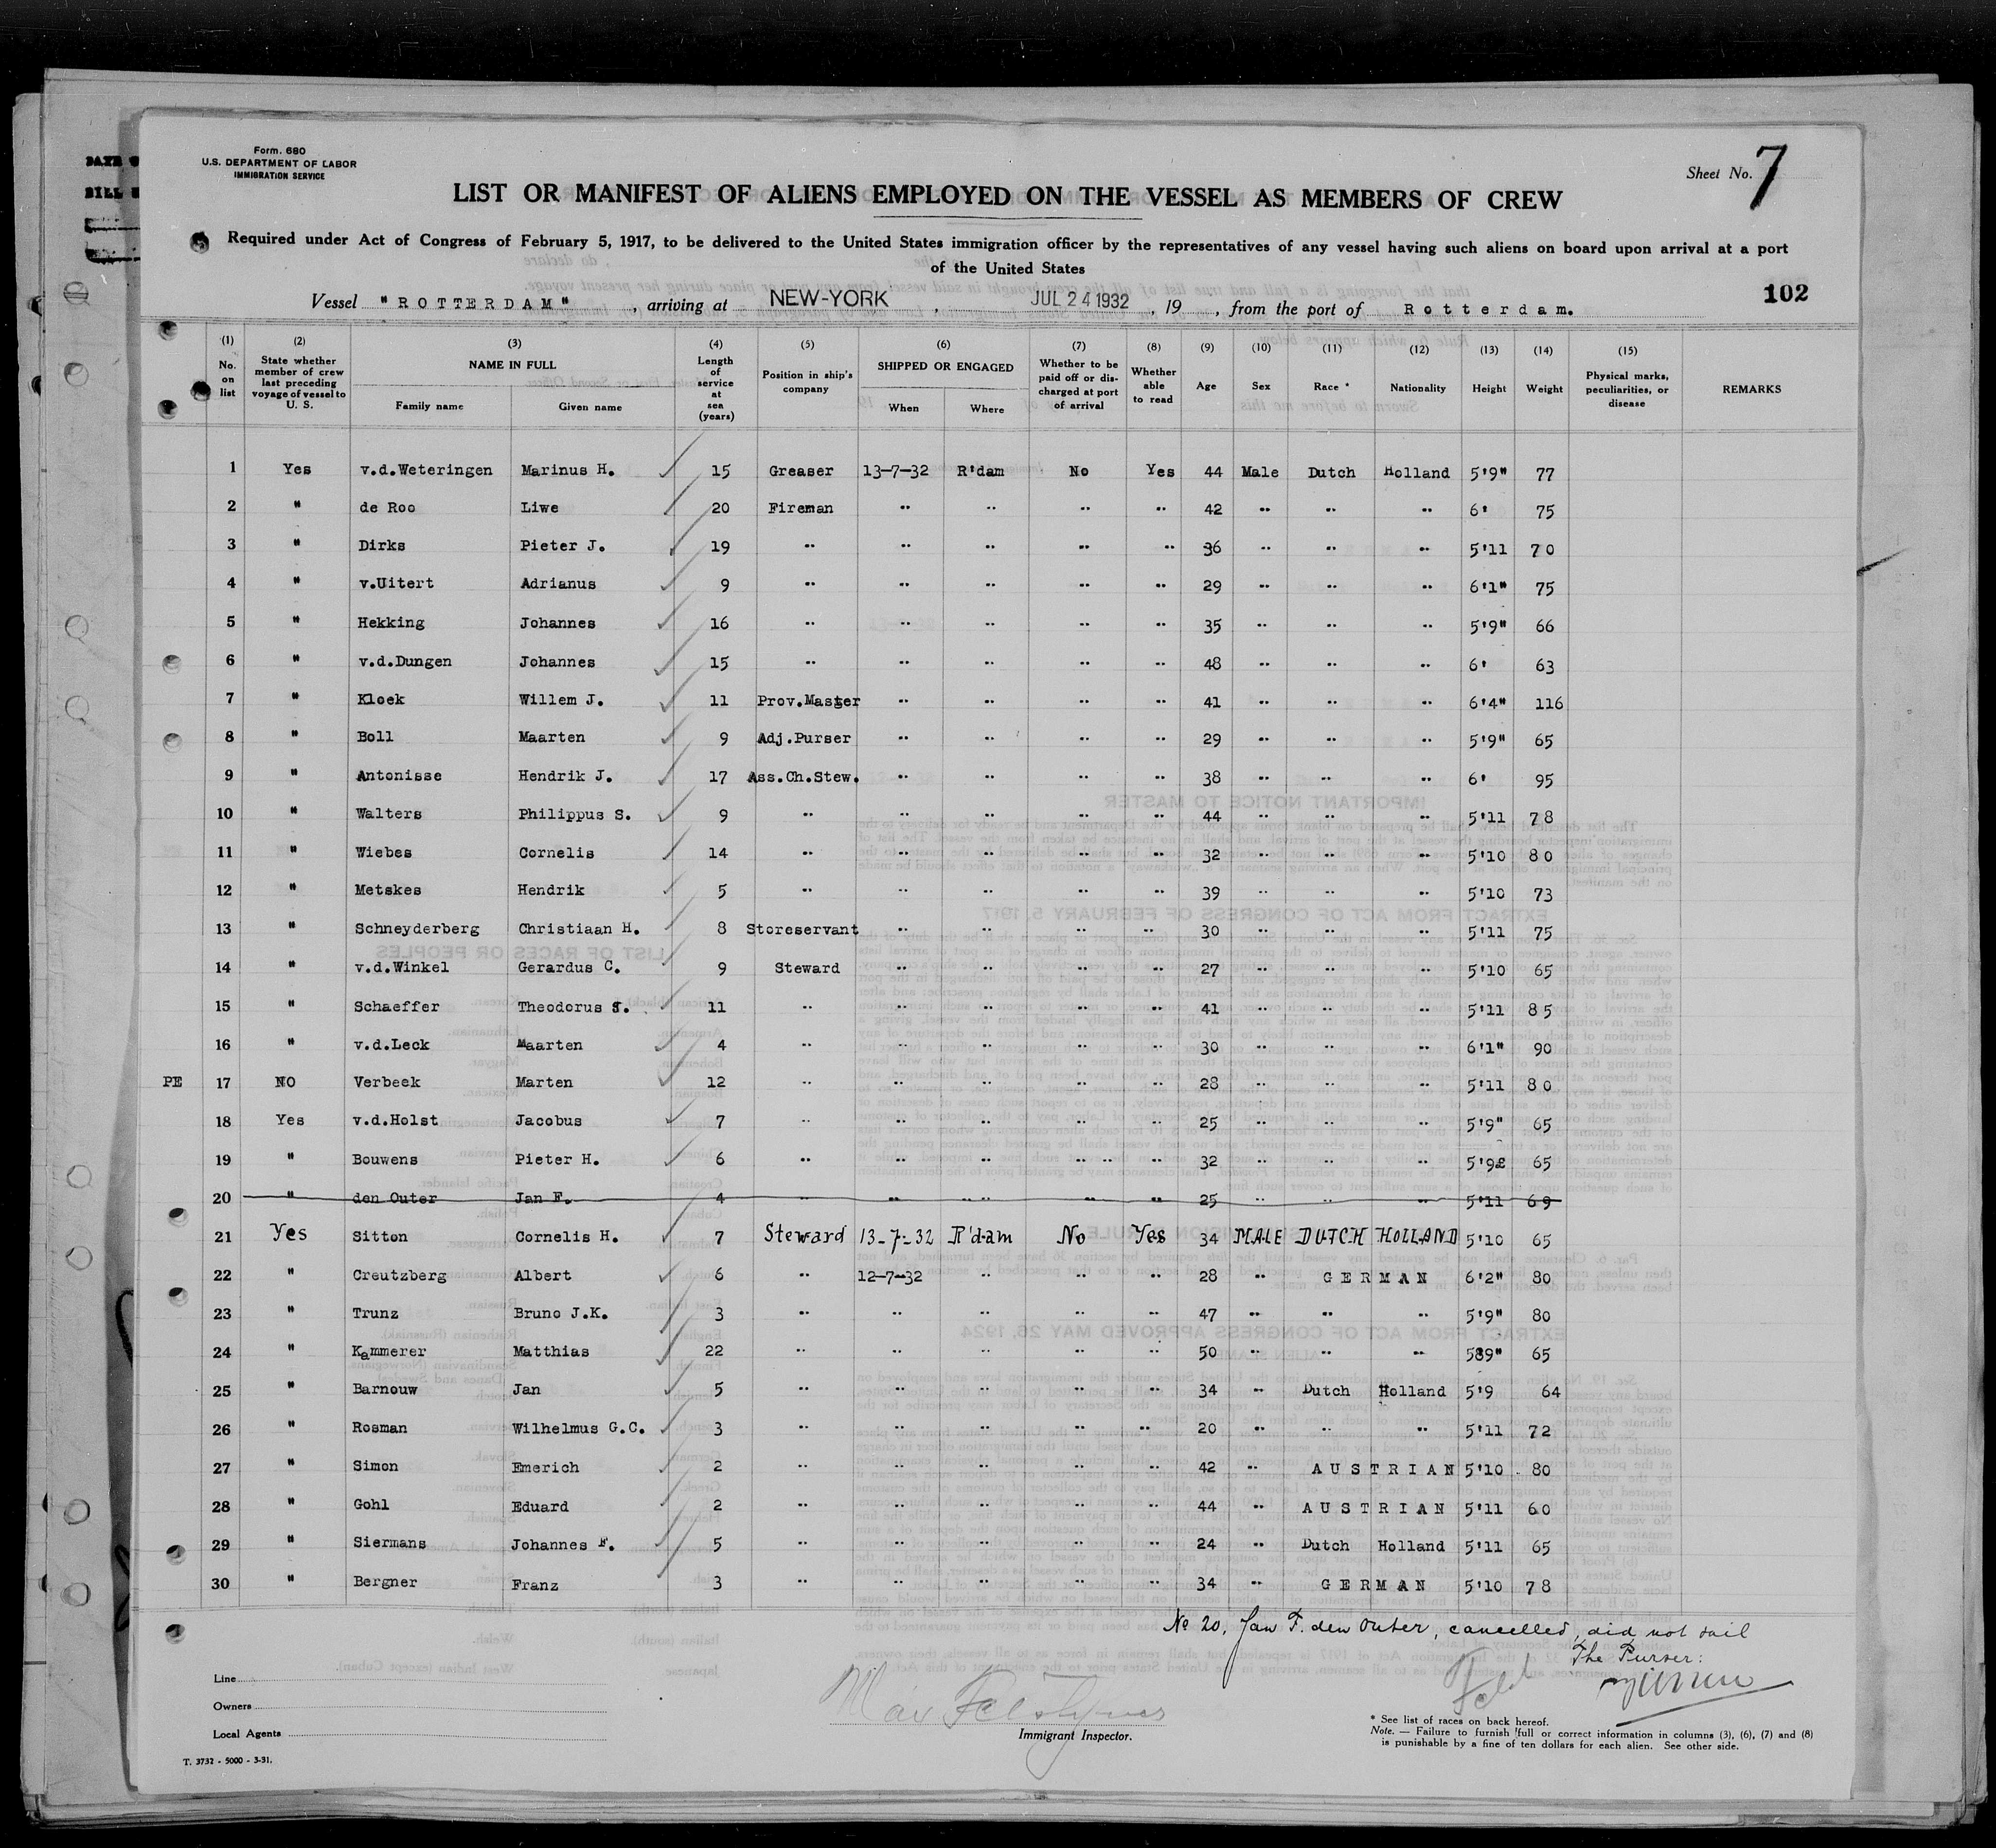 Form. 680
U.S. DEPARTMENT OF LABOR
IMMIGRATION SERVICE
Sheet No. 7
LIST OR MANIFEST OF ALIENS EMPLOYED ON THE VESSEL AS MEMBERS OF CREW
Required under Act of Congress of February 5, 1917, to be delivered to the United States immigration officer by the representatives of any vessel having such aliens on board upon arrival at a port
of the United States
102
Vessel "ROTTERDAM", arriving at NEW-YORK, JUL 24 1932, 19 , from the port of Rotterdam.
(1) No. on list (2) State whether member of crew last preceding voyage of vessel to U. S. (3) NAME IN FULL Family name Given name (4) Length of service at sea (years) (5) Position in ship's company (6) SHIPPED OR ENGAGED When Where (7) Whether to be paid off or discharged at port of arrival (8) Whether able to read (9) Age (10) Sex (11) Race * (12) Nationality (13) Height (14) Weight (15) Physical marks, peculiarities, or disease REMARKS
1 Yes v.d.Weteringen Marinus H. 15 Greaser 13-7-32 R'dam No Yes 44 Male Dutch Holland 5'9" 77
2 " de Roo Liwe 20 Fireman " " " " 42 " " " 6' 75
3 " Dirks Pieter J. 19 " " " " " 36 " " " 5'11 70
4 " v.Uitert Adrianus 9 " " " " " 29 " " " 6'1" 75
5 " Hekking Johannes 16 " " " " " 35 " " " 5'9" 66
6 " v.d.Dungen Johannes 15 " " " " " 48 " " " 6' 63
7 " Kloek Willem J. 11 Prov.Master " " " " 41 " " " 6'4" 116
8 " Boll Maarten 9 Adj.Purser " " " " 29 " " " 5'9" 65
9 " Antonisse Hendrik J. 17 Ass.Ch.Stew. " " " " 38 " " " 6' 95
10 " Walters Philippus S. 9 " " " " " 44 " " " 5'11 78
11 " Wiebes Cornelis 14 " " " " " 32 " " " 5'10 80
12 " Metskes Hendrik 5 " " " " " 39 " " " 5'10 73
13 " Schneyderberg Christiaan H. 8 Storeservant " " " " 30 " " " 5'11 75
14 " v.d.Winkel Gerardus C. 9 Steward " " " " 27 " " " 5'10 65
15 " Schaeffer Theodorus J. 11 " " " " " 41 " " " 5'11 85
16 " v.d.Leck Maarten 4 " " " " " 30 " " " 6'1" 90
PE 17 NO Verbeek Marten 12 " " " " " 28 " " " 5'11 80
18 Yes v.d.Holst Jacobus 7 " " " " " 25 " " " 5'9" 65
19 " Bouwens Pieter H. 6 " " " " " 32 " " " 5'9 65
20 " den Outer Jan F. 4 " " " " " 25 " " " 5'11 69
21 Yes Sitton Cornelis H. 7 Steward 13-7-32 R'dam No Yes 34 MALE DUTCH HOLLAND 5'10 65
22 " Creutzberg Albert 6 " 12-7-32 " " " 28 " GERMAN 6'2" 80
23 " Trunz Bruno J.K. 3 " " " " " 47 " " " 5'9" 80
24 " Kammerer Matthias 22 " " " " " 50 " " " 589" 65
25 " Barnouw Jan 5 " " " " " 34 " Dutch Holland 5'9 64
26 " Rosman Wilhelmus G.C. 3 " " " " " 20 " " " 5'11 72
27 " Simon Emerich 2 " " " " " 42 " AUSTRIAN 5'10 80
28 " Gohl Eduard 2 " " " " " 44 " AUSTRIAN 5'11 60
29 " Siermans Johannes F. 5 " " " " " 24 " Dutch Holland 5'11 65
30 " Bergner Franz 3 " " " " " 34 " GERMAN 5'10 78
No 20, Jan F. den Outer, cancelled, did not sail
The Purser:
Line
Owners
Local Agents
Immigrant Inspector.
* See list of races on back hereof.
Note. — Failure to furnish full or correct information in columns (3), (6), (7) and (8)
is punishable by a fine of ten dollars for each alien. See other side.
T. 3732 - 5000 - 3-31.